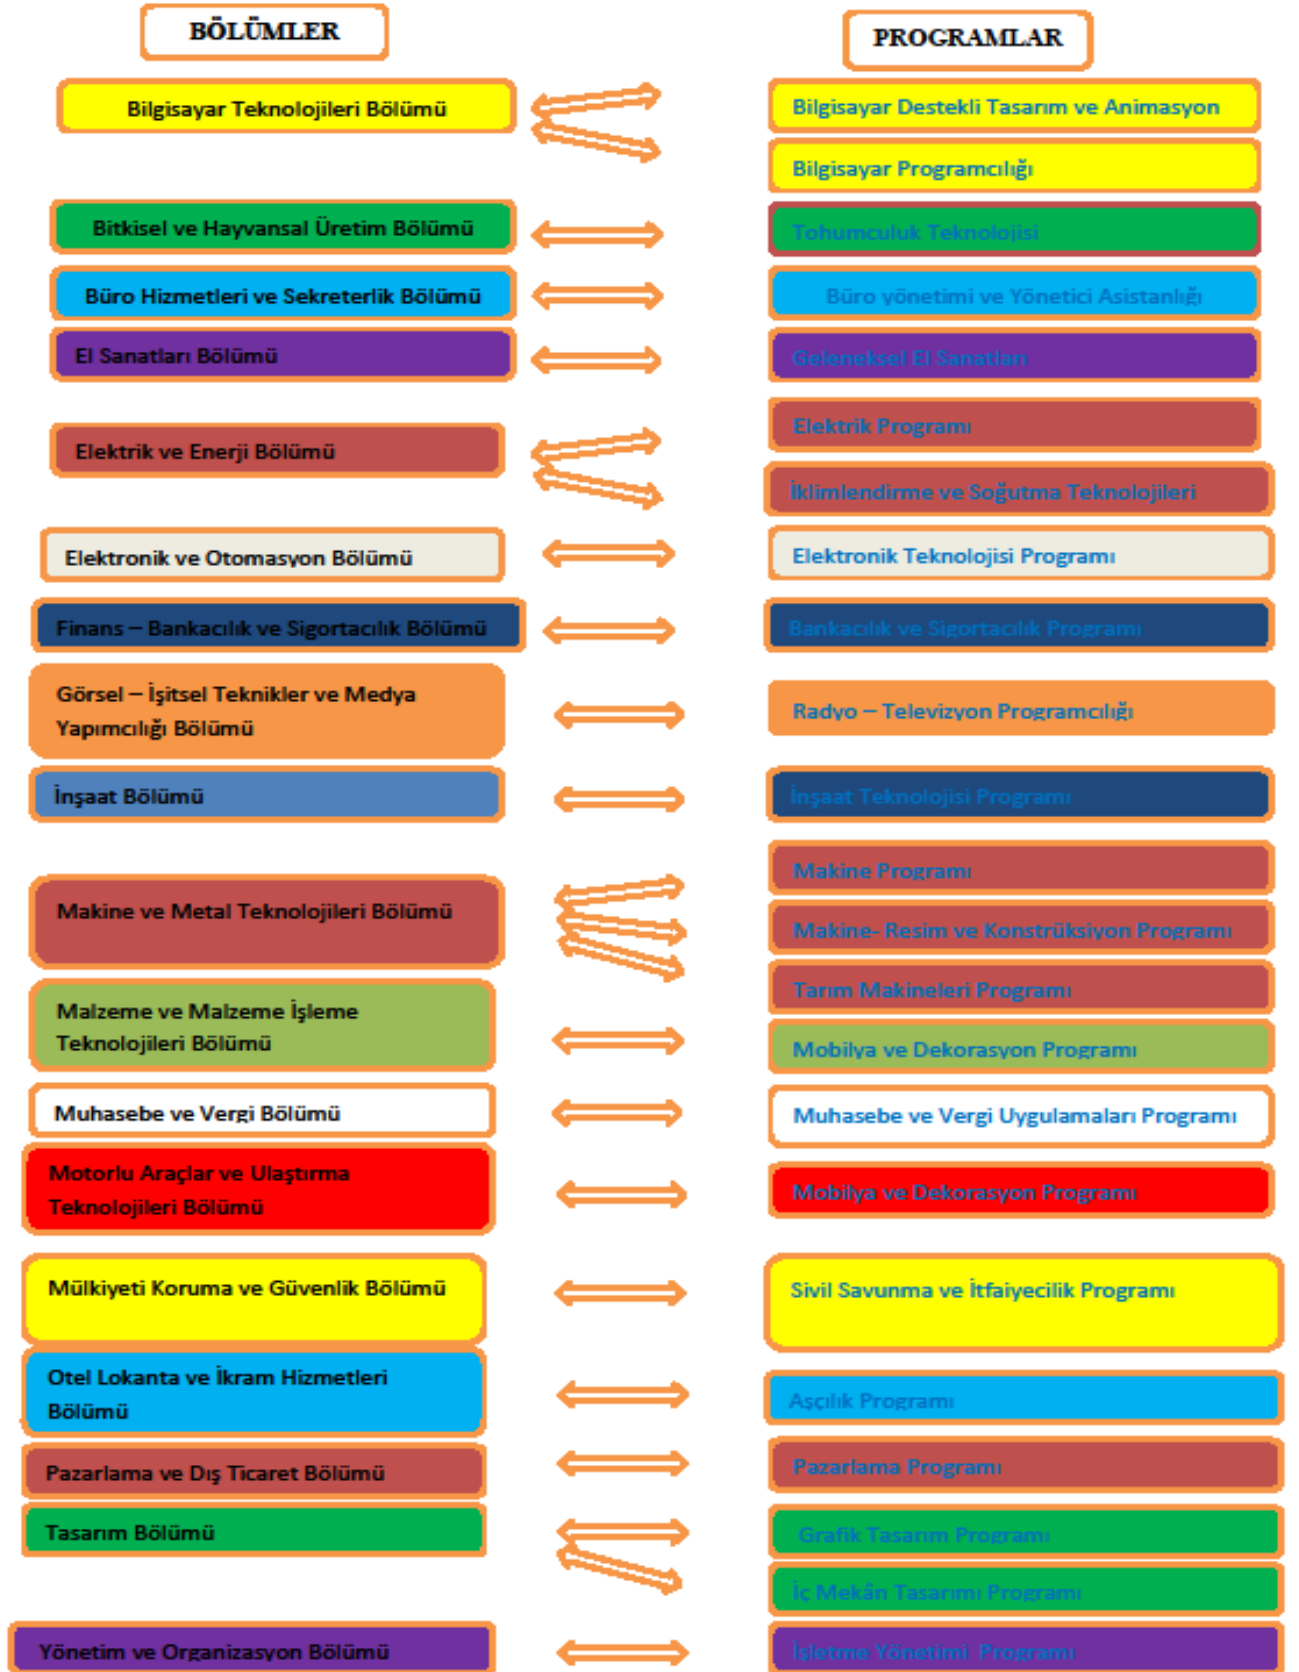 BÖLÜMLER
PROGRAMLAR
Bilgisayar Teknolojileri Bölümü
Bilgisayar Destekli Tasarım ve Animasyon
Bilgisayar Programcılığı
Bitkisel ve Hayvansal Üretim Bölümü
Tohumculuk Teknolojisi
Büro Hizmetleri ve Sekreterlik Bölümü
Büro yönetimi ve Yönetici Asistanlığı
El Sanatları Bölümü
Geleneksel El Sanatları
Elektrik ve Enerji Bölümü
Elektrik Programı
İklimlendirme ve Soğutma Teknolojileri
Elektronik ve Otomasyon Bölümü
Elektronik Teknolojisi Programı
Finans – Bankacılık ve Sigortacılık Bölümü
Bankacılık ve Sigortacılık Programı
Görsel – İşitsel Teknikler ve Medya
Yapımcılığı Bölümü
Radyo – Televizyon Programcılığı
İnşaat Bölümü
İnşaat Teknolojisi Programı
Makine ve Metal Teknolojileri Bölümü
Makine Programı
Makine- Resim ve Konstrüksiyon Programı
Tarım Makineleri Programı
Malzeme ve Malzeme İşleme
Teknolojileri Bölümü
Mobilya ve Dekorasyon Programı
Muhasebe ve Vergi Bölümü
Muhasebe ve Vergi Uygulamaları Programı
Motorlu Araçlar ve Ulaştırma
Teknolojileri Bölümü
Mobilya ve Dekorasyon Programı
Mülkiyeti Koruma ve Güvenlik Bölümü
Sivil Savunma ve İtfaiyecilik Programı
Otel Lokanta ve İkram Hizmetleri
Bölümü
Aşçılık Programı
Pazarlama ve Dış Ticaret Bölümü
Pazarlama Programı
Tasarım Bölümü
Grafik Tasarım Programı
İç Mekân Tasarımı Programı
Yönetim ve Organizasyon Bölümü
İşletme Yönetimi Programı